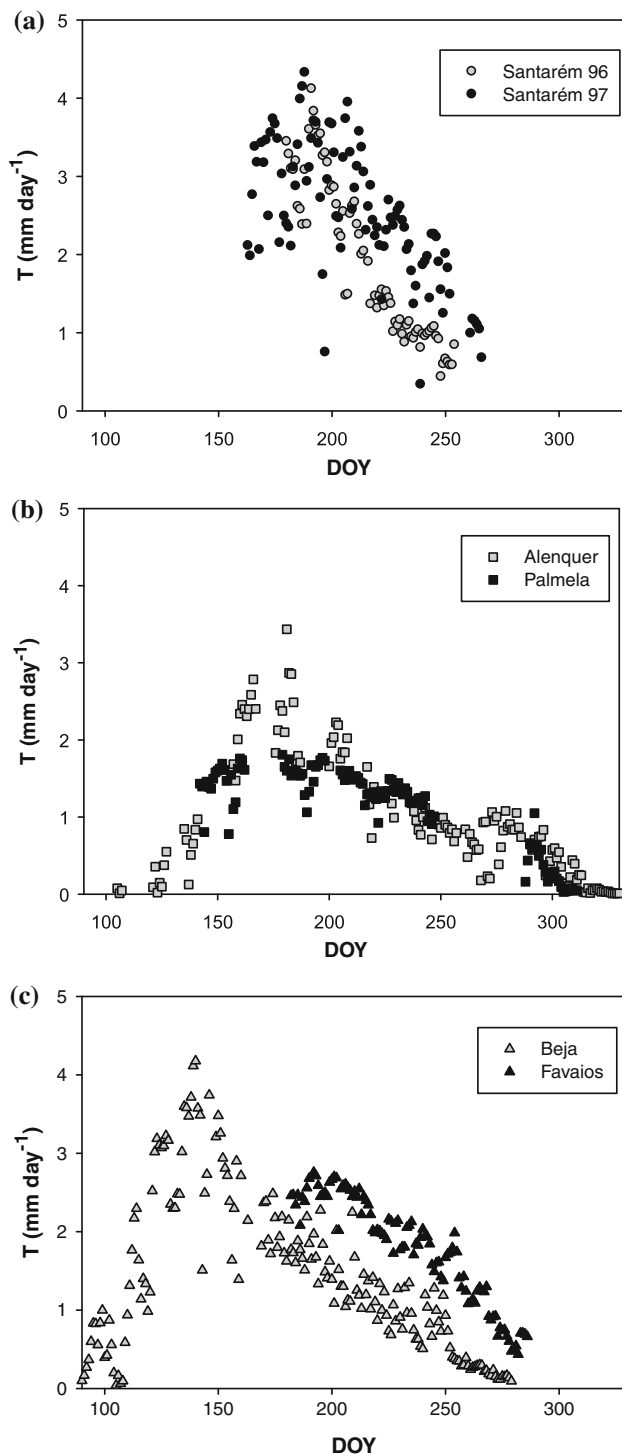 (a)
5
4
3
2
1
0
T (mm day-1)
Santarém 96
Santarém 97
100 150 200 250 300
DOY
(b)
5
4
3
2
1
0
T (mm day-1)
Alenquer
Palmela
100 150 200 250 300
DOY
(c)
5
4
3
2
1
0
T (mm day-1)
Beja
Favaios
100 150 200 250 300
DOY